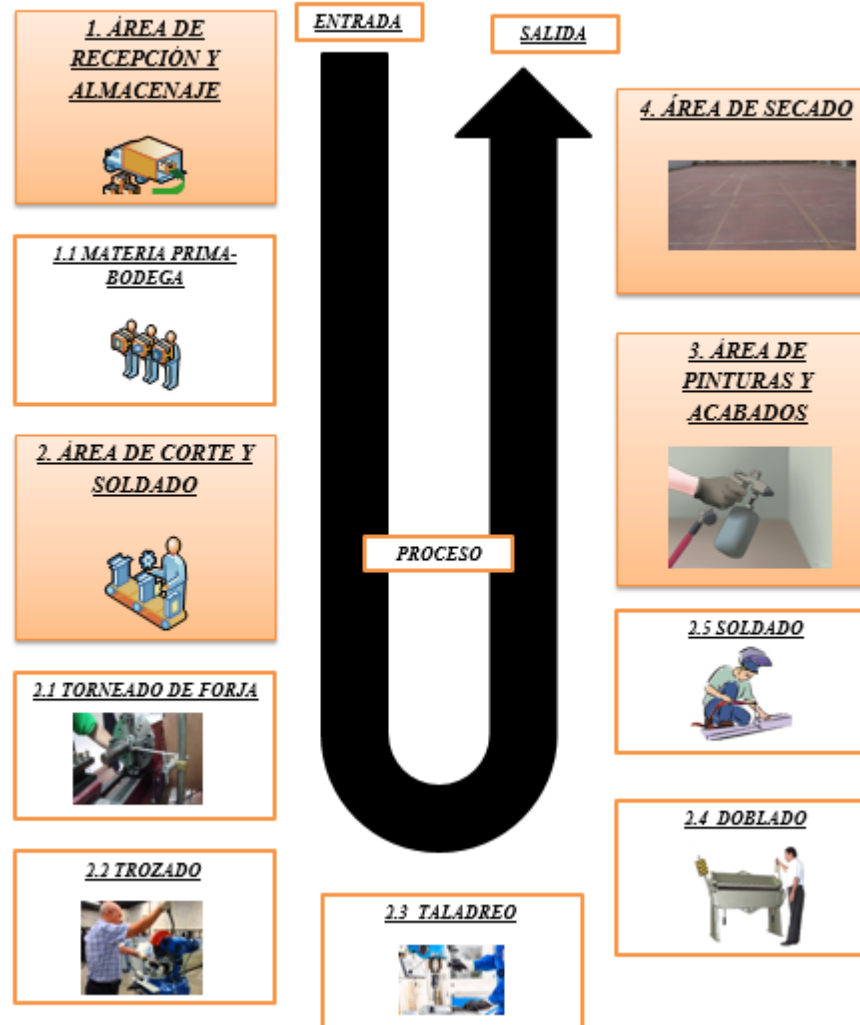 ENTRADA
SALIDA
1. ÁREA DE
RECEPCIÓN Y
ALMACENAJE
1.1 MATERIA PRIMA-
BODEGA
2. ÁREA DE CORTE Y
SOLDADO
2.1 TORNEADO DE FORJA
2.2 TROZADO
2.3 TALADREO
PROCESO
2.4 DOBLADO
2.5 SOLDADO
3. ÁREA DE
PINTURAS Y
ACABADOS
4. ÁREA DE SECADO